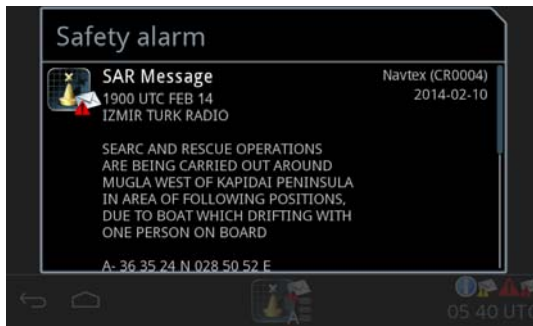 Safety alarm
SAR Message
Navtex (CR0004)
1900 UTC FEB 14
2014-02-10
IZMIR TURK RADIO
SEARC AND RESCUE OPERATIONS
ARE BEING CARRIED OUT AROUND
MUGLA WEST OF KAPIDAI PENINSULA
IN AREA OF FOLLOWING POSITIONS,
DUE TO BOAT WHICH DRIFTING WITH
ONE PERSON ON BOARD
A- 36 35 24 N 028 50 52 E
05 40 UTC